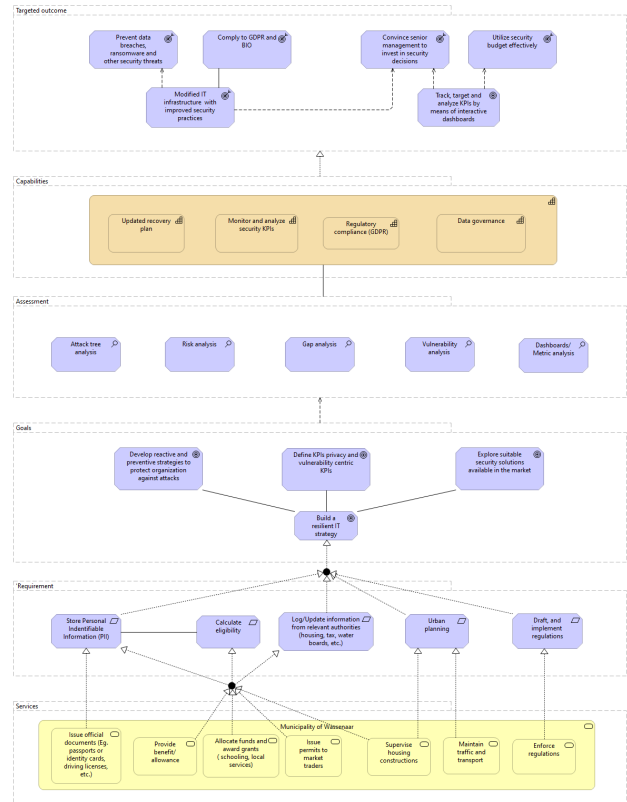 Targeted outcome
Prevent data
breaches,
ransomware and
other security threats
Comply to GDPR and
BIO
Convince senior
management to
invest in security
decisions
Utilize security
budget effectively
Modified IT
infrastructure with
improved security
practices
Track, target and
analyze KPIs by
means of interactive
dashboards
Capabilities
Updated recovery
plan
Monitor and analyze
security KPIs
Regulatory
compliance (GDPR)
Data governance
Assessment
Attack tree
analysis
Risk analysis
Gap analysis
Vulnerability
analysis
Dashboards/
Metric analysis
Goals
Develop reactive and
preventive strategies to
protect organization
against attacks
Define KPIs privacy and
vulnerability centric
KPIs
Explore suitable
security solutions
available in the market
Build a
resilient IT
strategy
'Requirement
Store Personal
Indentifiable
Information (PII)
Calculate
eligibility
Log/Update information
from relevant authorities
(housing, tax, water
boards, etc.)
Urban
planning
Draft, and
implement
regulations
Services
Municipality of Wassenaar
Issue official
documents (Eg.
passports or
identity cards,
driving licenses,
etc.)
Provide
benefit/
allowance
Allocate funds and
award grants
( schooling, local
services)
Issue
permits to
market
traders
Supervise
housing
constructions
Maintain
traffic and
transport
Enforce
regulations